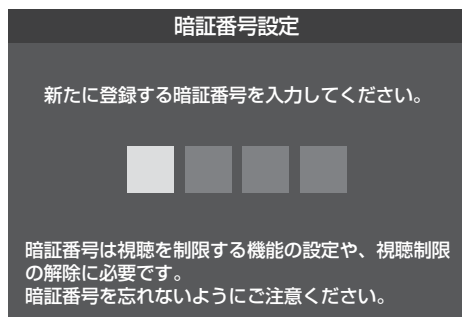 暗証番号設定
新たに登録する暗証番号を入力してください。
暗証番号は視聴を制限する機能の設定や、視聴制限
の解除に必要です。
暗証番号を忘れないようにご注意ください。